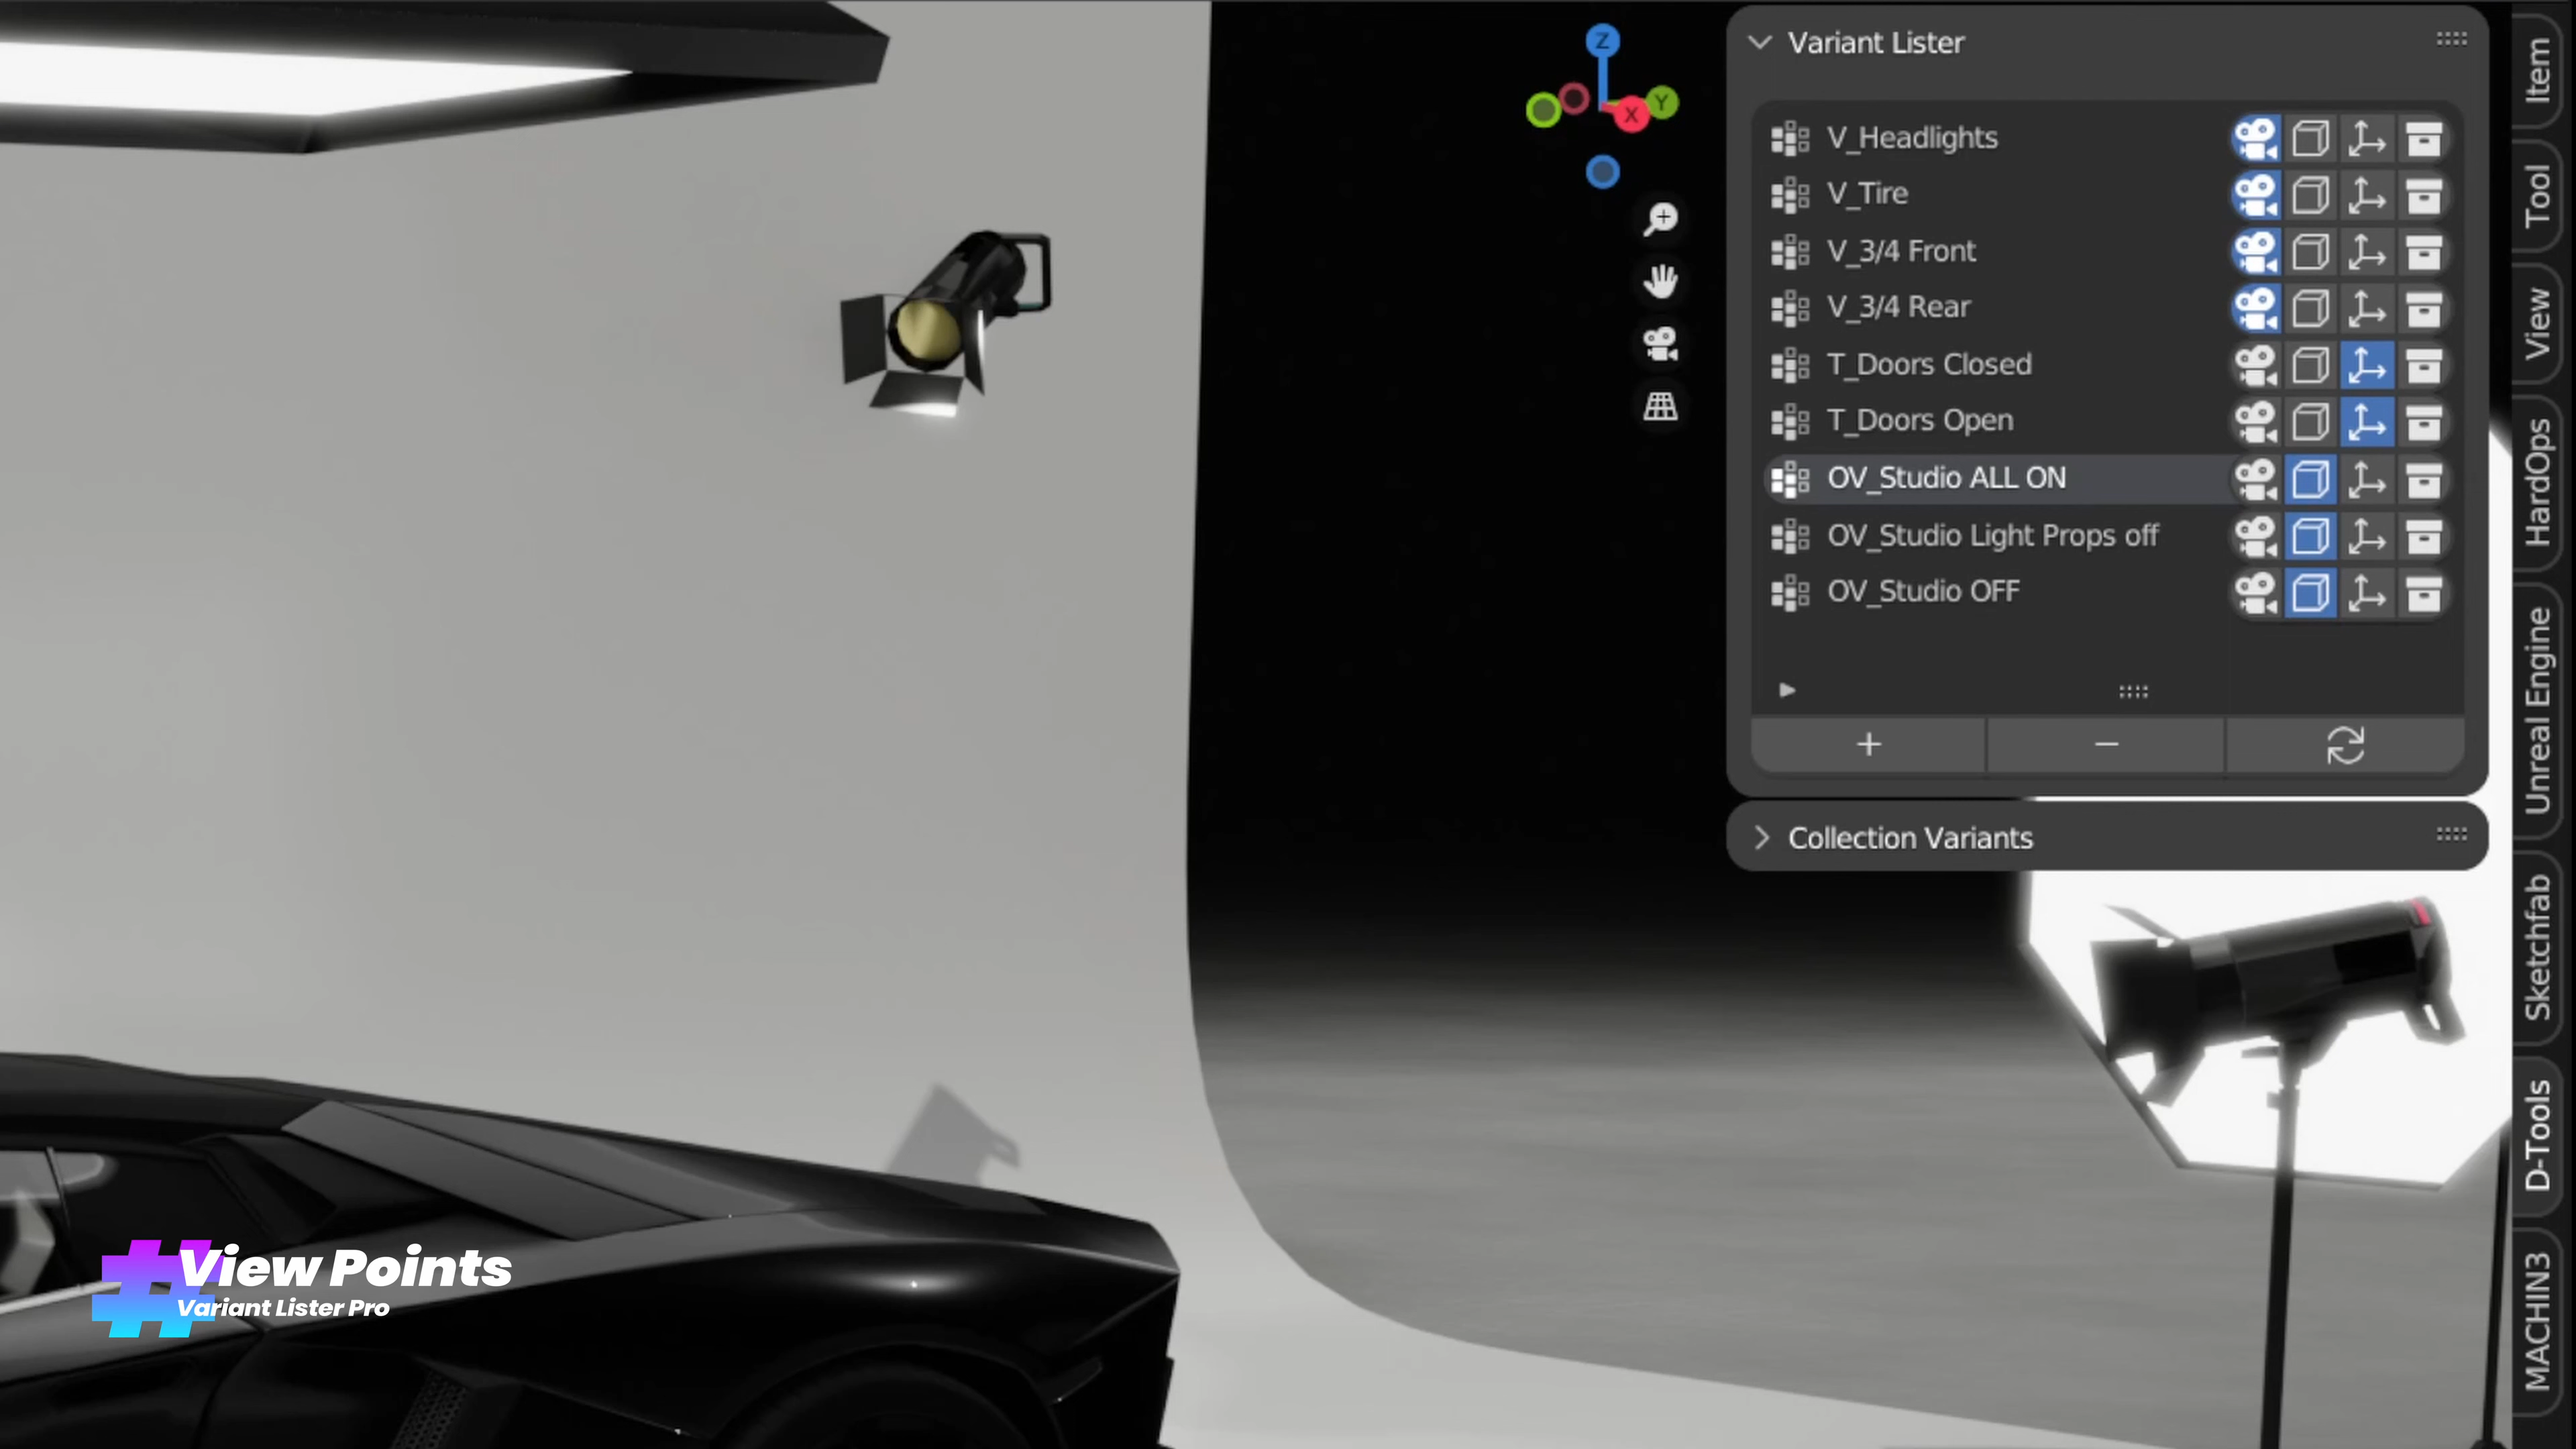 Variant Lister
V_Headlights
V_Tire
V_3/4 Front
V_3/4 Rear
T_Doors Closed
T_Doors Open
OV_Studio ALL ON
OV_Studio Light Props off
OV_Studio OFF
Collection Variants
Z
Y
X
Item
Tool
View
HardOps
Unreal Engine
Sketchfab
D-Tools
MACHIN3
View Points
Variant Lister Pro